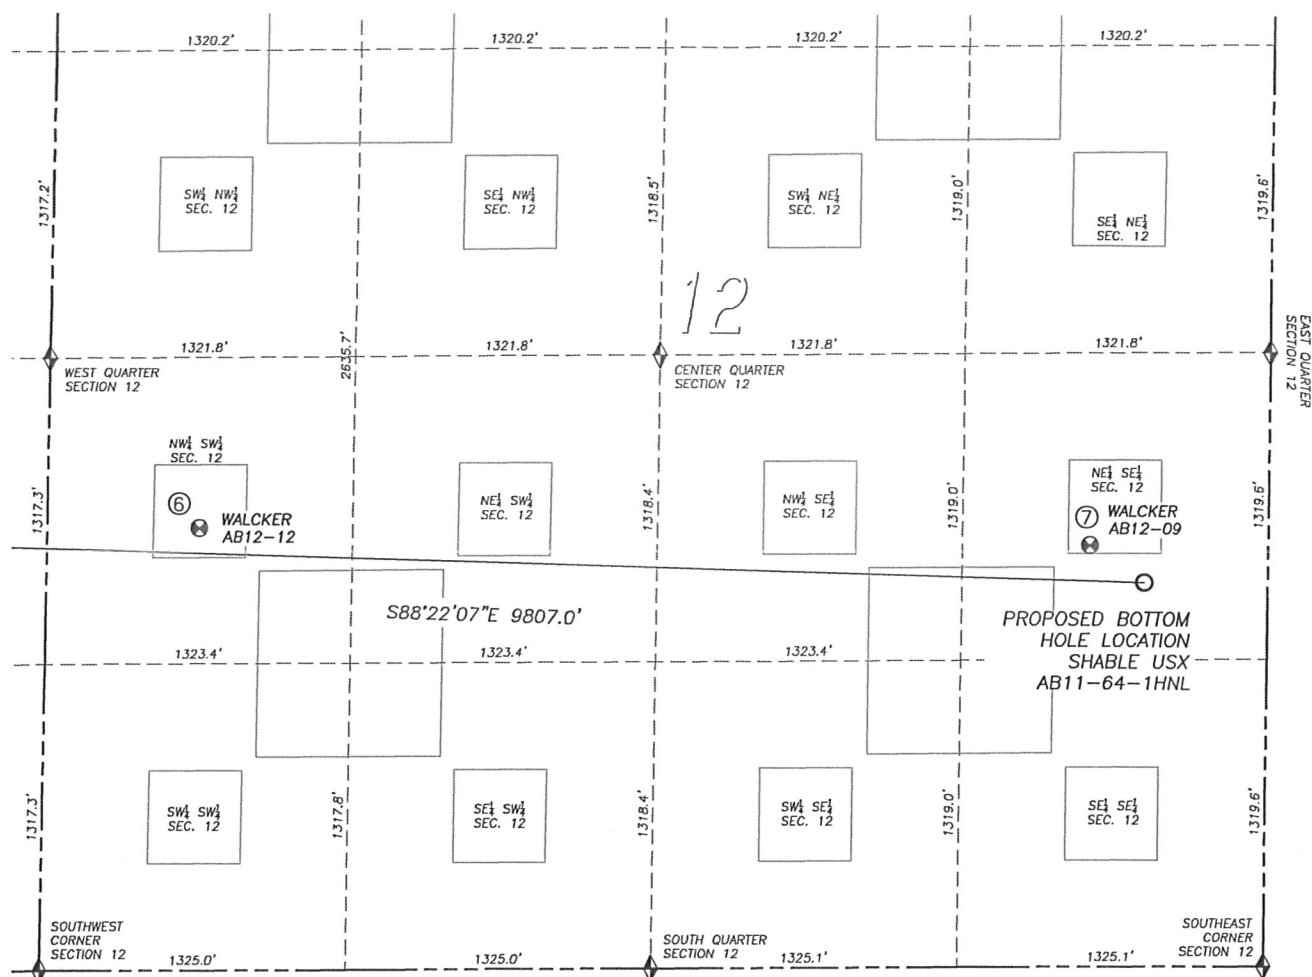 1320.2'
1320.2'
1320.2'
1320.2'
1317.2'
SW¼ NW¼
SEC. 12
SE¼ NW¼
SEC. 12
1318.5'
SW¼ NE¼
SEC. 12
1319.0'
SE¼ NE¼
SEC. 12
1319.6'
12
1321.8'
2635.7'
1321.8'
1321.8'
1321.8'
EAST QUARTER
SECTION 12
WEST QUARTER
SECTION 12
CENTER QUARTER
SECTION 12
NW¼ SW¼
SEC. 12
1317.3'
6
WALCKER
AB12-12
NE¼ SW¼
SEC. 12
1318.4'
NW¼ SE¼
SEC. 12
1319.0'
NE¼ SE¼
SEC. 12
7
WALCKER
AB12-09
1319.6'
S88°22'07"E 9807.0'
PROPOSED BOTTOM
HOLE LOCATION
SHABLE USX
AB11-64-1HNL
1323.4'
1323.4'
1323.4'
1317.3'
SW¼ SW¼
SEC. 12
1317.8'
SE¼ SW¼
SEC. 12
1318.4'
SW¼ SE¼
SEC. 12
1319.0'
SE¼ SE¼
SEC. 12
1319.6'
SOUTHWEST
CORNER
SECTION 12
SOUTH QUARTER
SECTION 12
SOUTHEAST
CORNER
SECTION 12
1325.0'
1325.0'
1325.1'
1325.1'